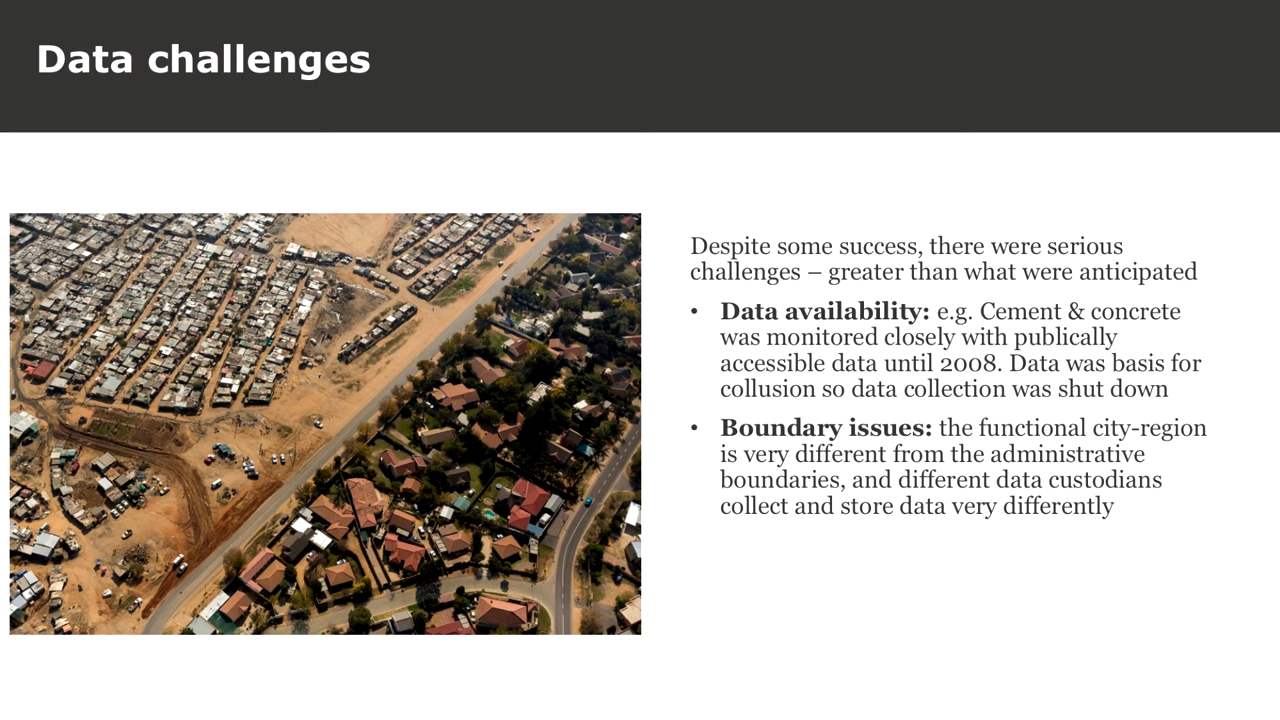 Data challenges
Despite some success, there were serious
challenges – greater than what were anticipated
• Data availability: e.g. Cement & concrete
was monitored closely with publically
accessible data until 2008. Data was basis for
collusion so data collection was shut down
• Boundary issues: the functional city-region
is very different from the administrative
boundaries, and different data custodians
collect and store data very differently